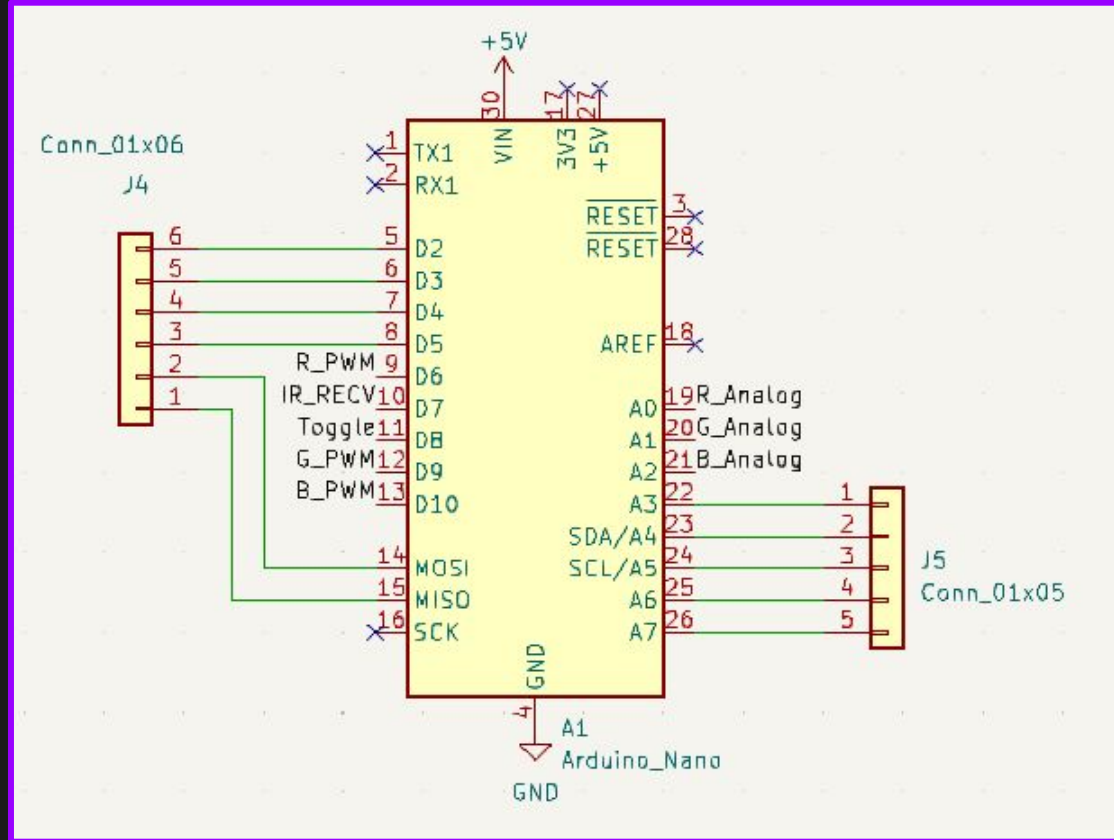 +5V
30
17
27
VIN
3V3
+5V
Conn_01x06
J4
1
TX1
2
RX1
RESET
3
RESET
28
6
5
D2
5
6
D3
4
7
D4
3
8
D5
AREF
18
2
R_PWM
9
D6
1
IR_RECV
10
D7
A0
19
R_Analog
Toggle
11
D8
A1
20
G_Analog
G_PWM
12
D9
A2
21
B_Analog
B_PWM
13
D10
A3
22
1
SDA/A4
23
2
14
MOSI
SCL/A5
24
3
J5
15
MISO
A6
25
4
Conn_01x05
16
SCK
A7
26
5
GND
4
A1
Arduino_Nano
GND